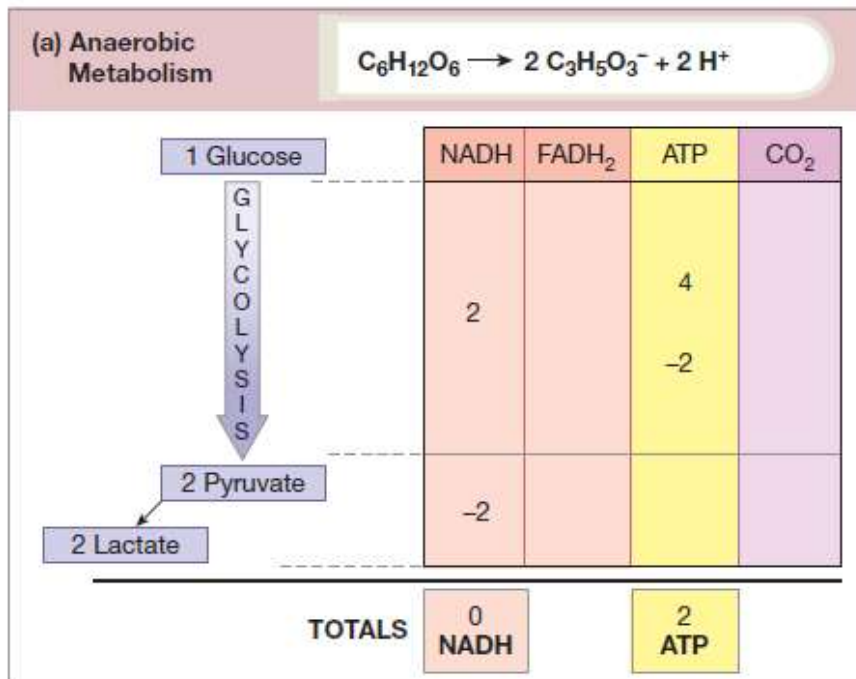 (a) Anaerobic
Metabolism
C₆H₁₂O₆ ⟶ 2 C₃H₅O₃⁻ + 2 H⁺
1 Glucose
NADH FADH₂ ATP CO₂
GLYCOLYSIS
4
2
–2
2 Pyruvate
–2
2 Lactate
TOTALS
0
NADH
2
ATP